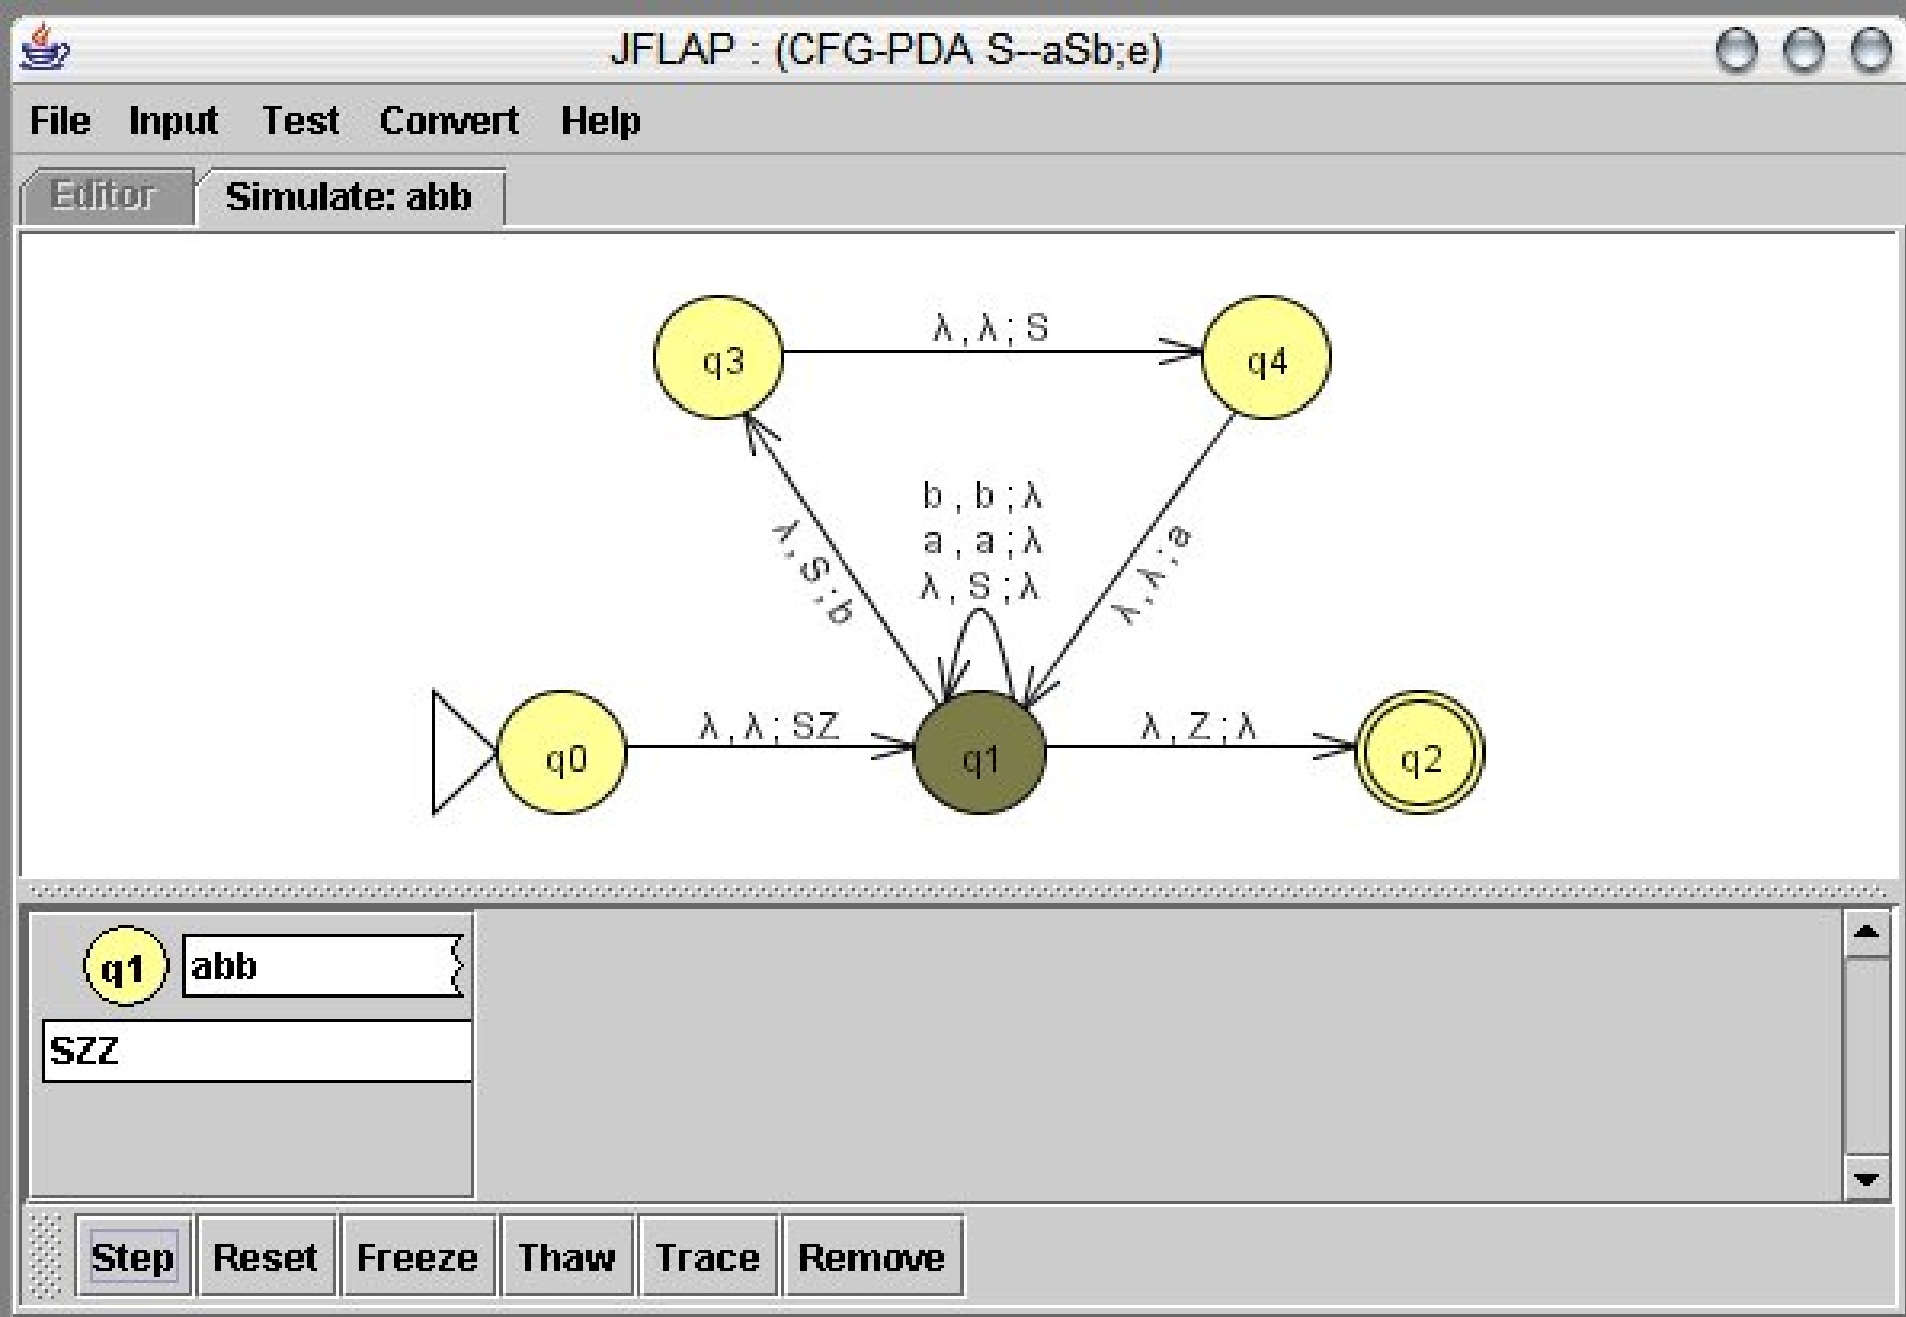 JFLAP : (CFG-PDA S--aSb;e)
File Input Test Convert Help
Editor Simulate: abb
λ , λ ; S
q3
q4
b , b ; λ
a , a ; λ
λ , S ; λ
λ , S ; b
λ , λ ; a
λ , λ ; SZ
λ , Z ; λ
q0
q1
q2
q1 abb
SZZ
Step Reset Freeze Thaw Trace Remove